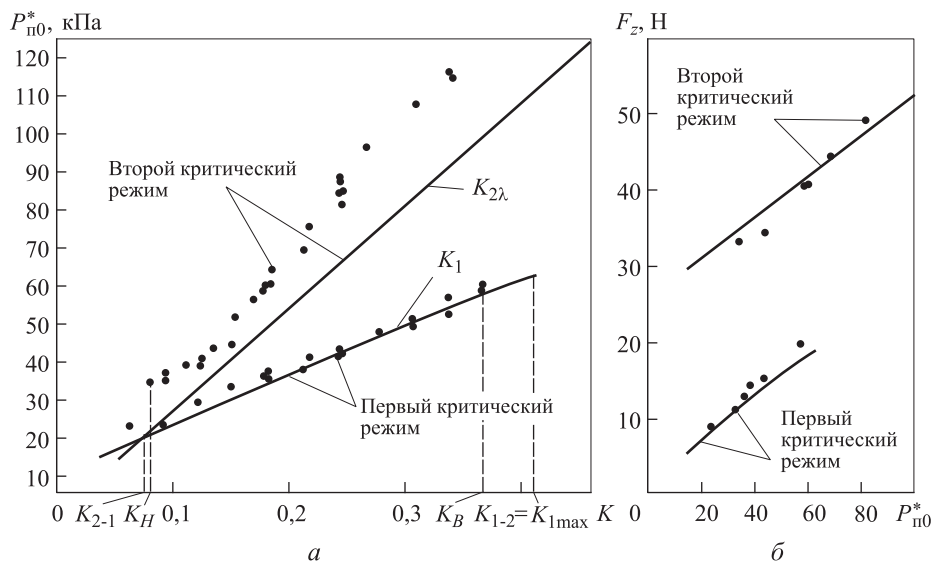 P*п0, кПа
120
110
100
90
80
70
60
50
40
30
20
10
Второй критический
режим
K2λ
K1
Первый критический
режим
0 K2-1 KH 0,1 0,2 0,3 KB K1-2 = K1max K
а
Fz, Н
50
40
30
20
10
Второй
критический
режим
Первый
критический
режим
0 20 40 60 80 P*п0
б